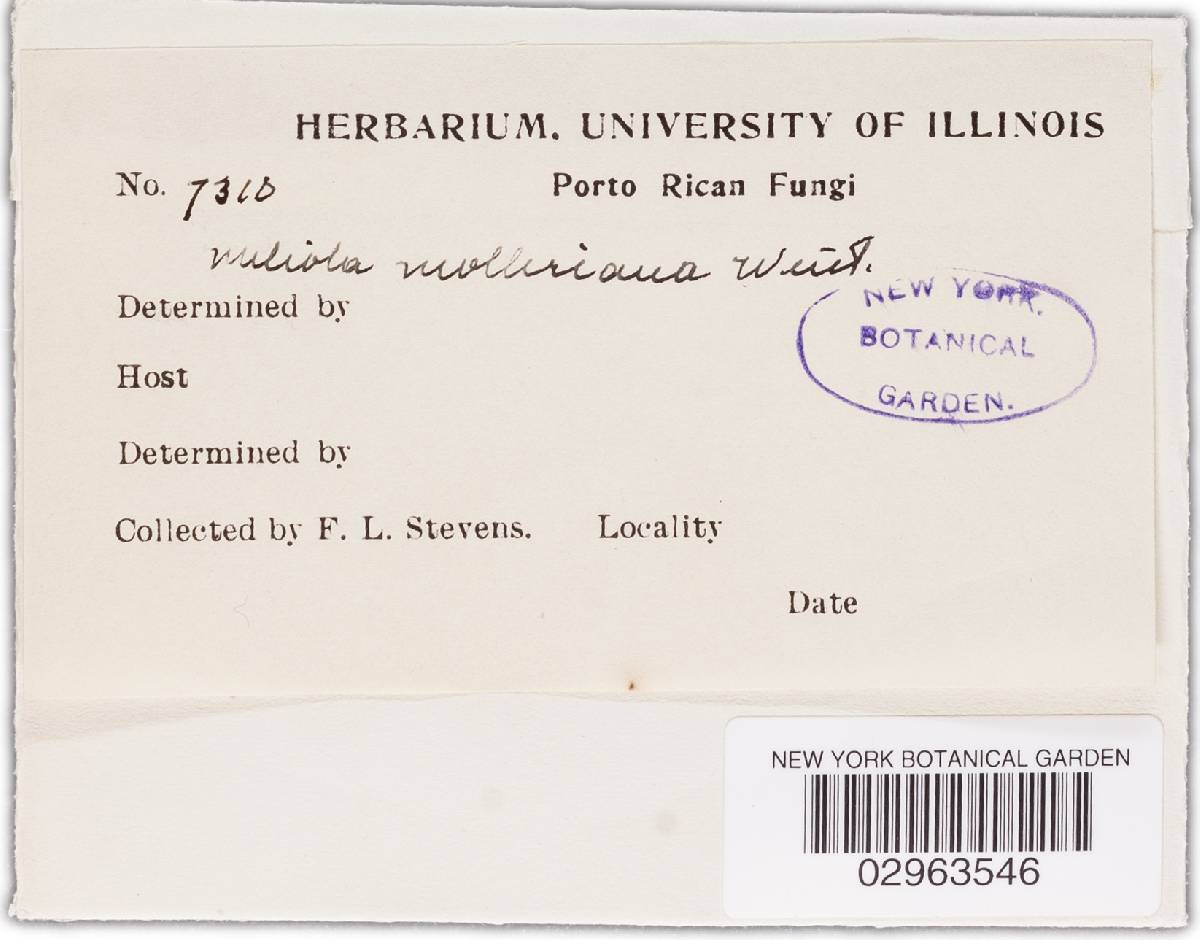 HERBARIUM, UNIVERSITY OF ILLINOIS
No. 7310 Porto Rican Fungi
Meliola molleriana Wint.
Determined by
Host
Determined by
Collected by F. L. Stevens. Locality
Date
NEW YORK
BOTANICAL
GARDEN.
NEW YORK BOTANICAL GARDEN
02963546